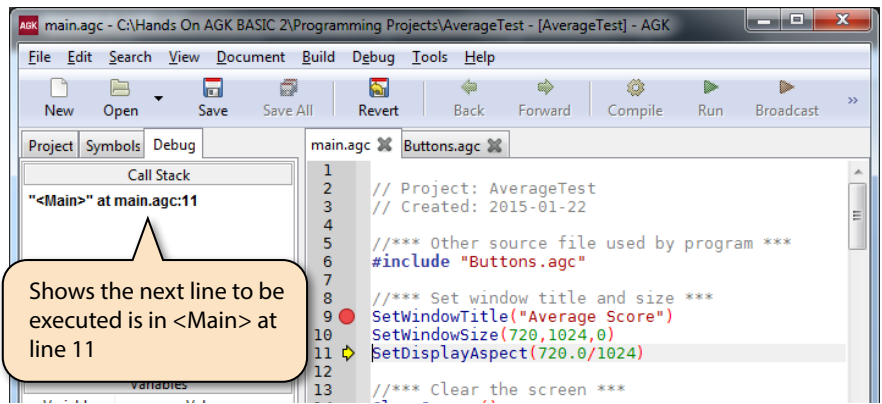 AGK main.agc - C:\Hands On AGK BASIC 2\Programming Projects\AverageTest - [AverageTest] - AGK
File Edit Search View Document Build Debug Tools Help
New Open Save Save All Revert Back Forward Compile Run Broadcast »
Project Symbols Debug main.agc Buttons.agc
Call Stack
"<Main>" at main.agc:11
Shows the next line to be
executed is in <Main> at
line 11
Variables
1
2 // Project: AverageTest
3 // Created: 2015-01-22
4
5 //*** Other source file used by program ***
6 #include "Buttons.agc"
7
8 //*** Set window title and size ***
9 SetWindowTitle("Average Score")
10 SetWindowSize(720,1024,0)
11 SetDisplayAspect(720.0/1024)
12
13 //*** Clear the screen ***